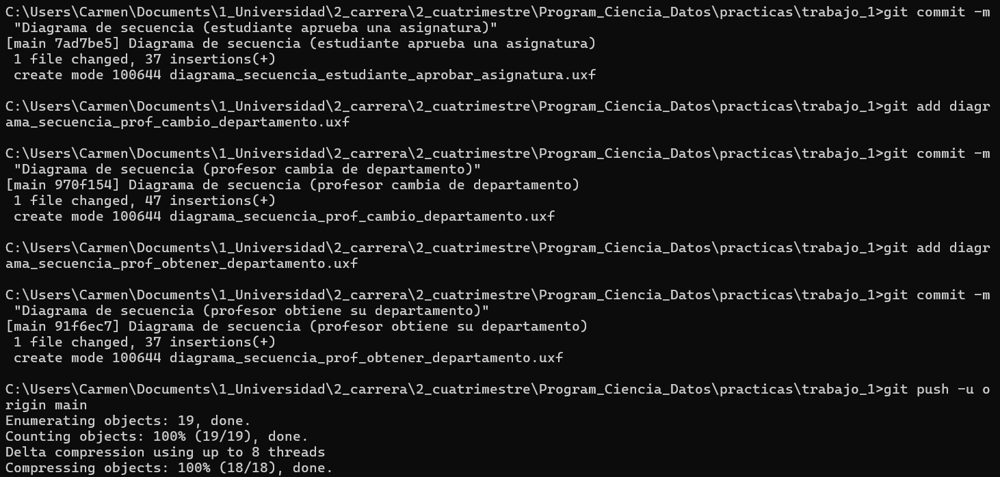 C:\Users\Carmen\Documents\1_Universidad\2_carrera\2_cuatrimestre\Program_Ciencia_Datos\practicas\trabajo_1>git commit -m
"Diagrama de secuencia (estudiante aprueba una asignatura)"
[main 7ad7be5] Diagrama de secuencia (estudiante aprueba una asignatura)
1 file changed, 37 insertions(+)
create mode 100644 diagrama_secuencia_estudiante_aprobar_asignatura.uxf
C:\Users\Carmen\Documents\1_Universidad\2_carrera\2_cuatrimestre\Program_Ciencia_Datos\practicas\trabajo_1>git add diagr
ama_secuencia_prof_cambio_departamento.uxf
C:\Users\Carmen\Documents\1_Universidad\2_carrera\2_cuatrimestre\Program_Ciencia_Datos\practicas\trabajo_1>git commit -m
"Diagrama de secuencia (profesor cambia de departamento)"
[main 970f154] Diagrama de secuencia (profesor cambia de departamento)
1 file changed, 47 insertions(+)
create mode 100644 diagrama_secuencia_prof_cambio_departamento.uxf
C:\Users\Carmen\Documents\1_Universidad\2_carrera\2_cuatrimestre\Program_Ciencia_Datos\practicas\trabajo_1>git add diagr
ama_secuencia_prof_obtener_departamento.uxf
C:\Users\Carmen\Documents\1_Universidad\2_carrera\2_cuatrimestre\Program_Ciencia_Datos\practicas\trabajo_1>git commit -m
"Diagrama de secuencia (profesor obtiene su departamento)"
[main 91f6ec7] Diagrama de secuencia (profesor obtiene su departamento)
1 file changed, 37 insertions(+)
create mode 100644 diagrama_secuencia_prof_obtener_departamento.uxf
C:\Users\Carmen\Documents\1_Universidad\2_carrera\2_cuatrimestre\Program_Ciencia_Datos\practicas\trabajo_1>git push -u o
rigin main
Enumerating objects: 19, done.
Counting objects: 100% (19/19), done.
Delta compression using up to 8 threads
Compressing objects: 100% (18/18), done.